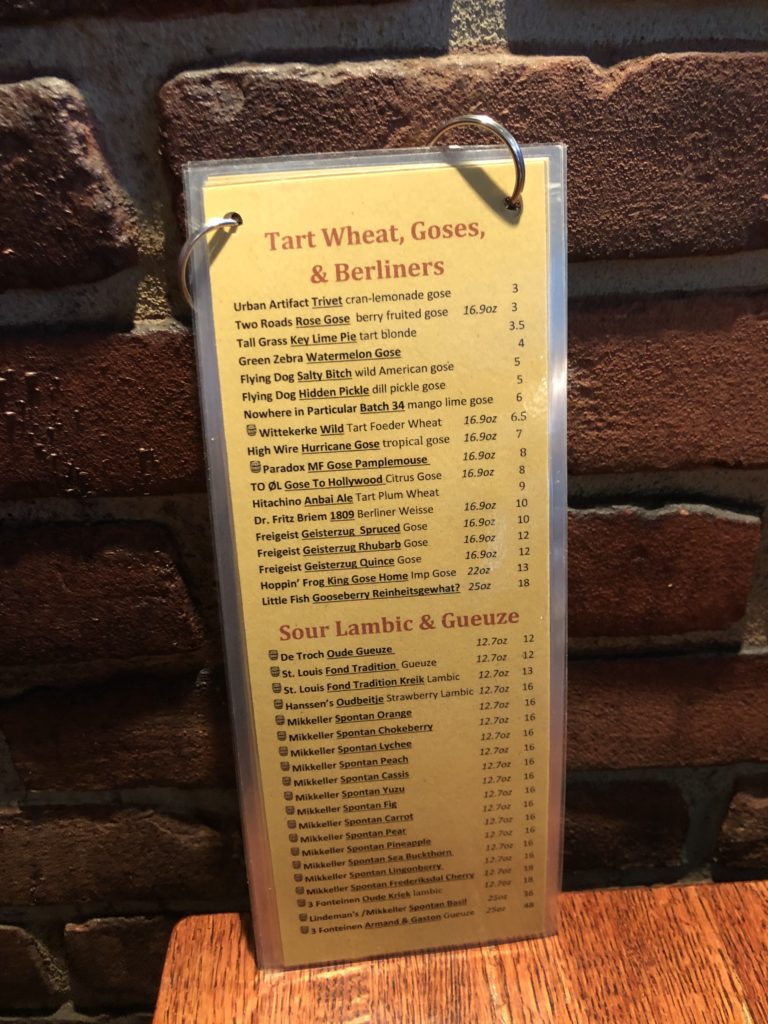 Tart Wheat, Goses,
& Berliners
Urban Artifact Trivet cran-lemonade gose 3
Two Roads Rose Gose berry fruited gose 16.9oz 3
Tall Grass Key Lime Pie tart blonde 3.5
Green Zebra Watermelon Gose 4
Flying Dog Salty Bitch wild American gose 5
Flying Dog Hidden Pickle dill pickle gose 5
Nowhere in Particular Batch 34 mango lime gose 6
Wittekerke Wild Tart Foeder Wheat 16.9oz 6.5
High Wire Hurricane Gose tropical gose 16.9oz 7
Paradox MF Gose Pamplemouse 16.9oz 8
TO ØL Gose To Hollywood Citrus Gose 16.9oz 8
Hitachino Anbai Ale Tart Plum Wheat 9
Dr. Fritz Briem 1809 Berliner Weisse 16.9oz 10
Freigeist Geisterzug Spruced Gose 16.9oz 10
Freigeist Geisterzug Rhubarb Gose 16.9oz 12
Freigeist Geisterzug Quince Gose 16.9oz 12
Hoppin' Frog King Gose Home Imp Gose 22oz 13
Little Fish Gooseberry Reinheitsgewhat? 25oz 18
Sour Lambic & Gueuze
De Troch Oude Gueuze 12.7oz 12
St. Louis Fond Tradition Gueuze 12.7oz 12
St. Louis Fond Tradition Kreik Lambic 12.7oz 13
Hanssen's Oudbeitje Strawberry Lambic 12.7oz 16
Mikkeller Spontan Orange 12.7oz 16
Mikkeller Spontan Chokeberry 12.7oz 16
Mikkeller Spontan Lychee 12.7oz 16
Mikkeller Spontan Peach 12.7oz 16
Mikkeller Spontan Cassis 12.7oz 16
Mikkeller Spontan Yuzu 12.7oz 16
Mikkeller Spontan Fig 12.7oz 16
Mikkeller Spontan Carrot 12.7oz 16
Mikkeller Spontan Pear 12.7oz 16
Mikkeller Spontan Pineapple 12.7oz 16
Mikkeller Spontan Sea Buckthorn 12.7oz 16
Mikkeller Spontan Lingonberry 12.7oz 16
Mikkeller Spontan Frederiksdal Cherry 12.7oz 18
3 Fonteinen Oude Kriek lambic 12.7oz 18
Lindeman's /Mikkeller Spontan Basil 25oz 36
3 Fonteinen Armand & Gaston Gueuze 25oz 48